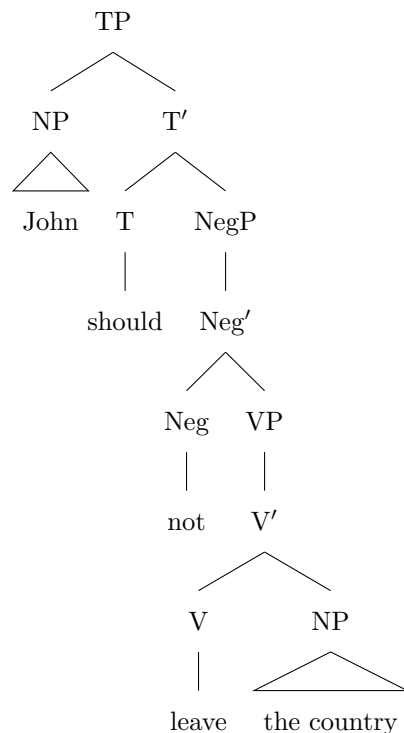 TP
NP T′
John T NegP
should Neg′
Neg VP
not V′
V NP
leave the country